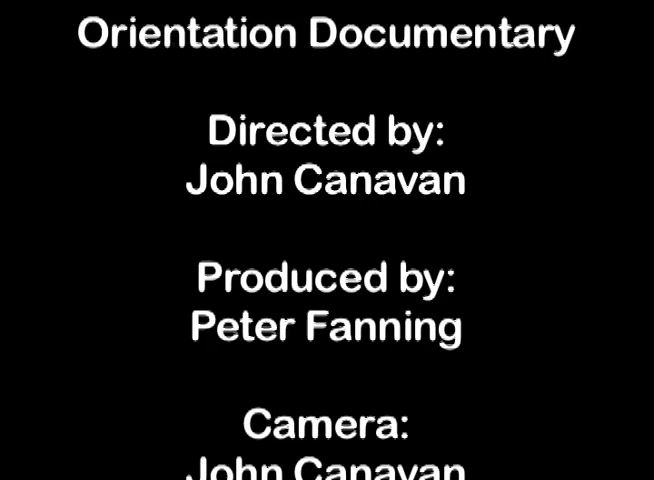 Orientation Documentary
Directed by:
John Canavan
Produced by:
Peter Fanning
Camera:
John Canavan